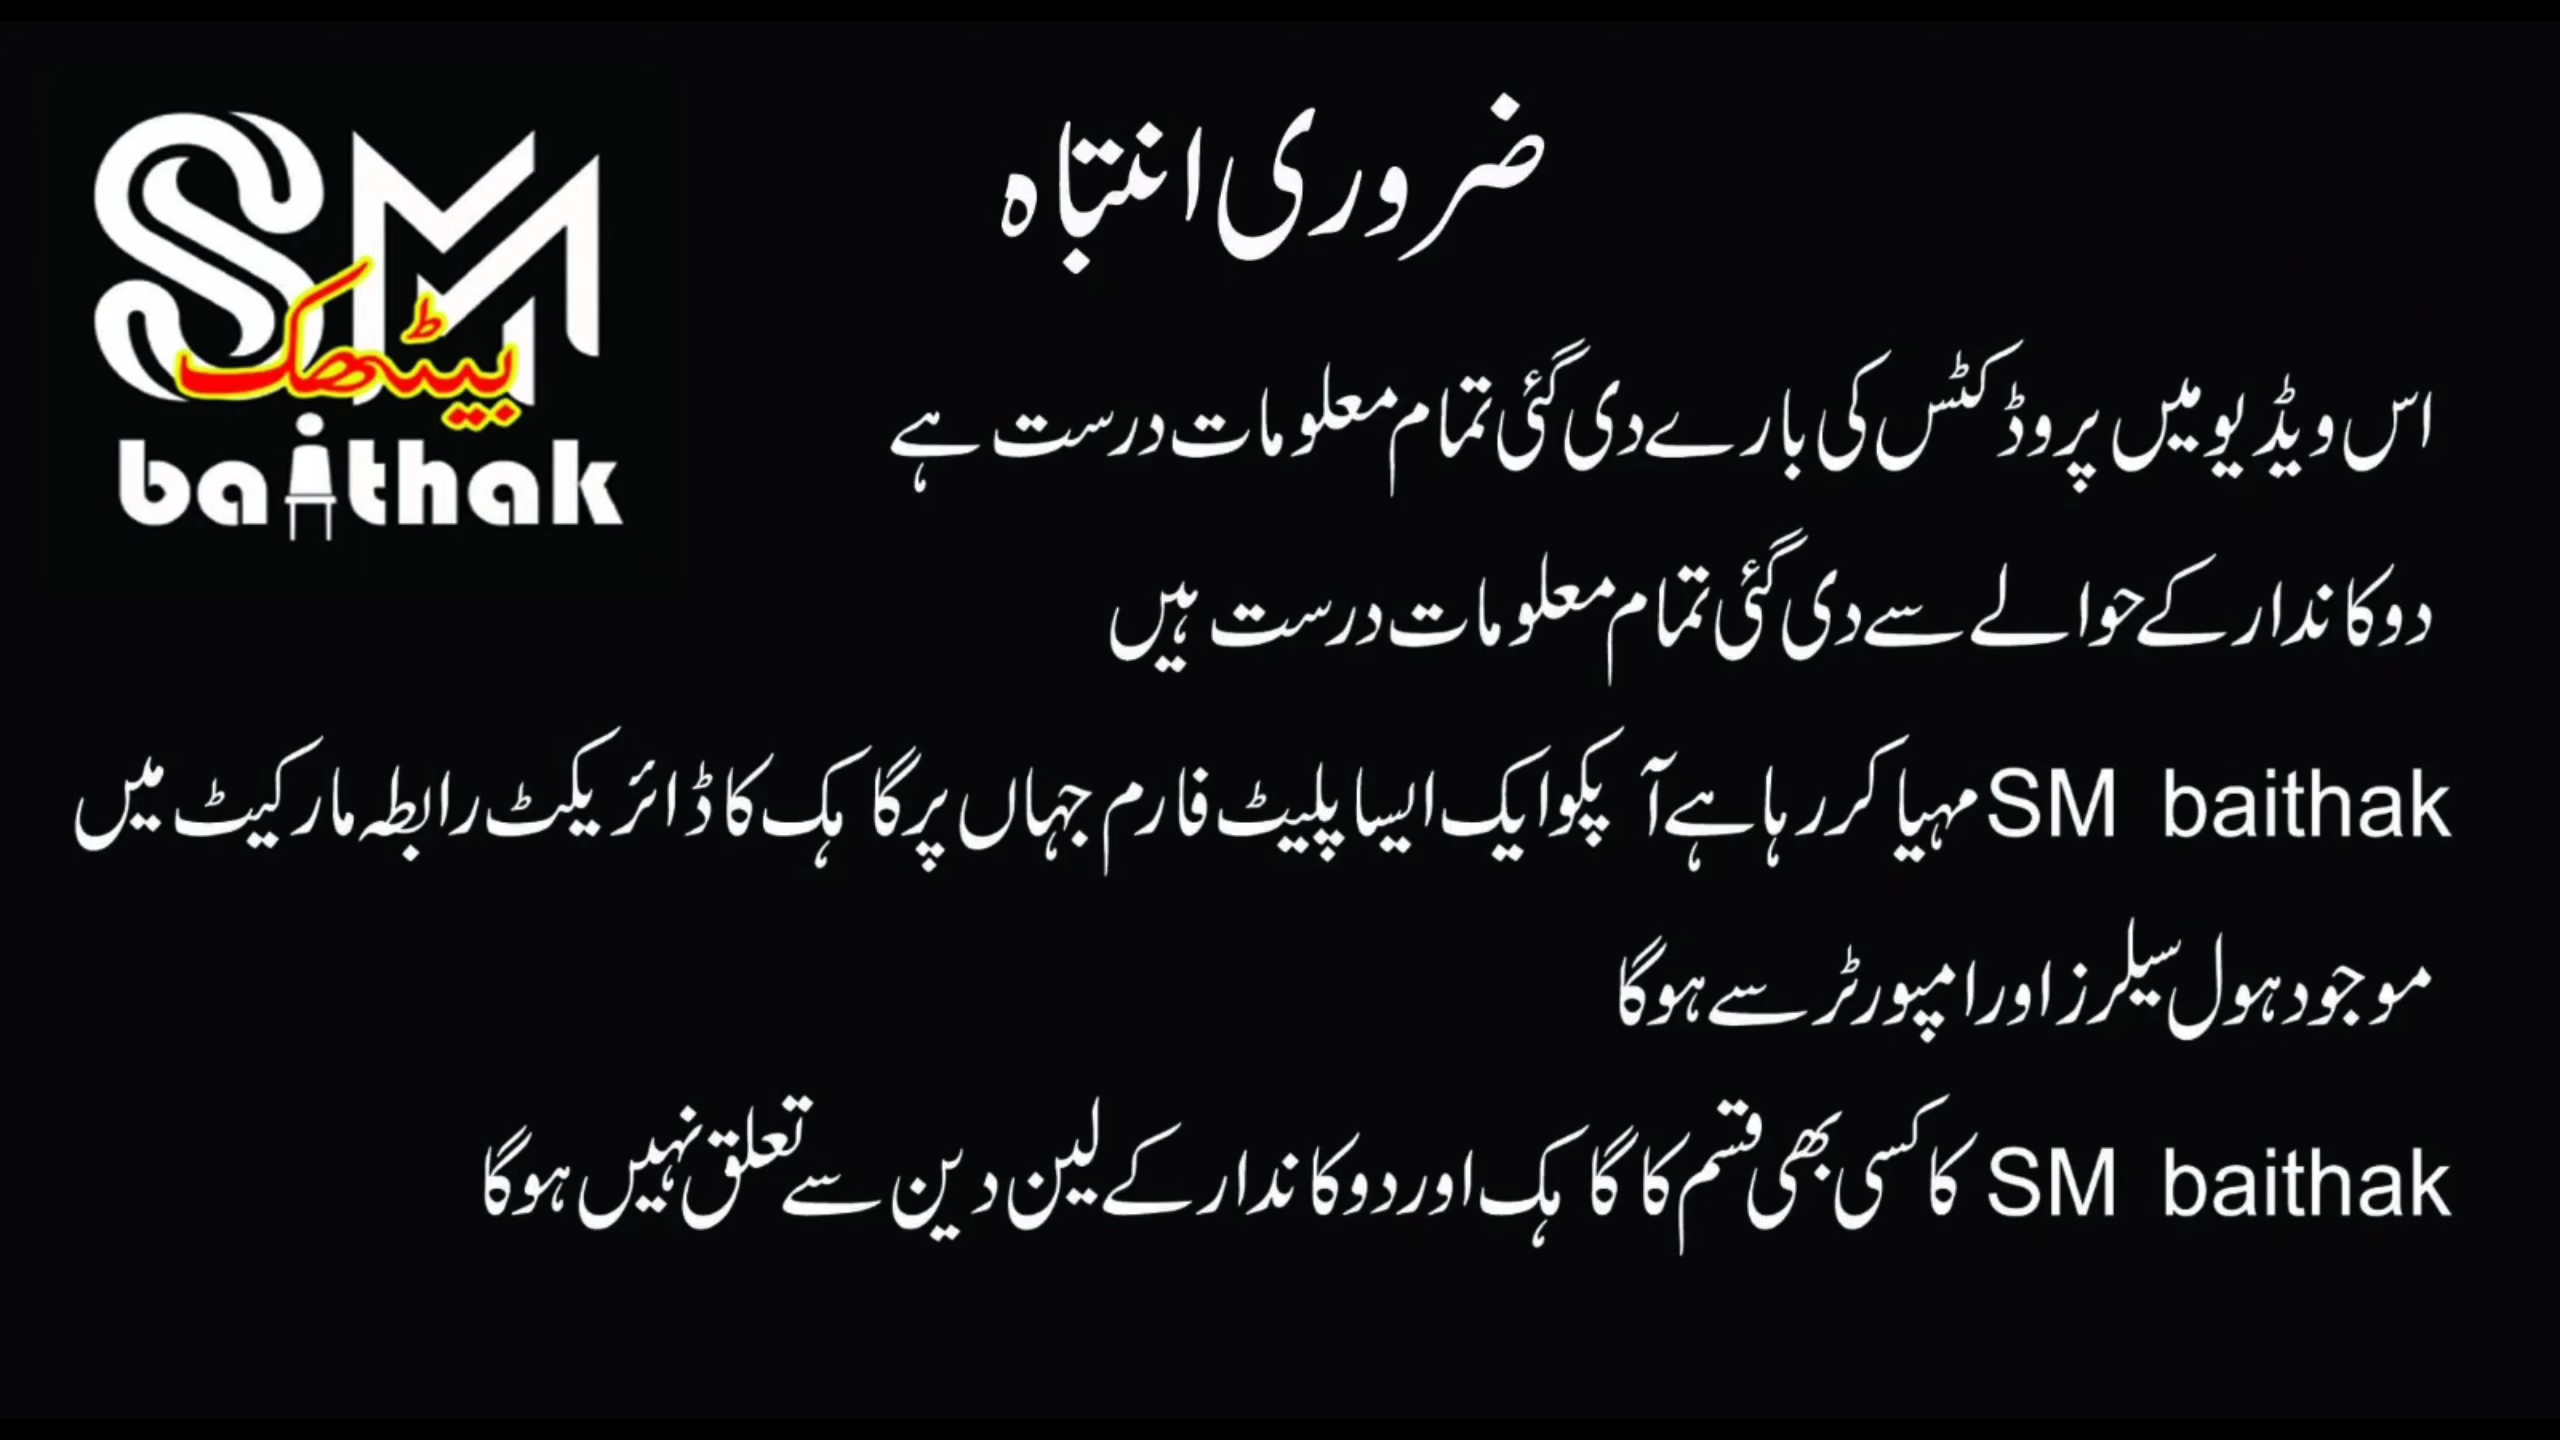 SM
بیٹھک
baithak
ضروری انتباہ
اس ویڈیو میں پروڈکٹس کی بارے دی گئی تمام معلومات درست ہے
دوکاندار کے حوالے سے دی گئی تمام معلومات درست ہیں
SM baithak مہیا کر رہا ہے آپکو ایک ایسا پلیٹ فارم جہاں پر گاہک کا ڈائریکٹ رابطہ مارکیٹ میں
موجود ہول سیلرز اور امپورٹر سے ہوگا
SM baithak کا کسی بھی قسم کا گاہک اور دوکاندار کے لین دین سے تعلق نہیں ہوگا